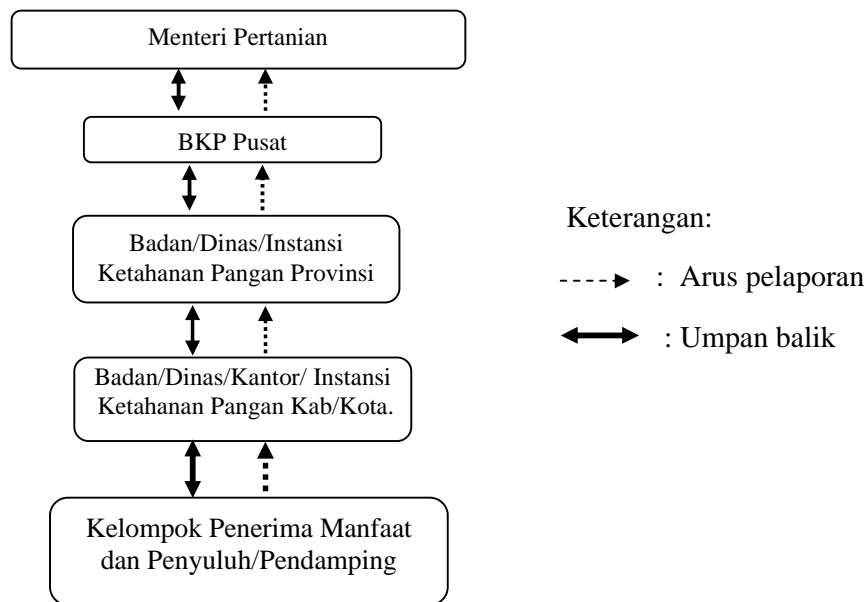 Menteri Pertanian
BKP Pusat
Badan/Dinas/Instansi
Ketahanan Pangan Provinsi
Badan/Dinas/Kantor/ Instansi
Ketahanan Pangan Kab/Kota.
Kelompok Penerima Manfaat
dan Penyuluh/Pendamping
Keterangan:
: Arus pelaporan
: Umpan balik